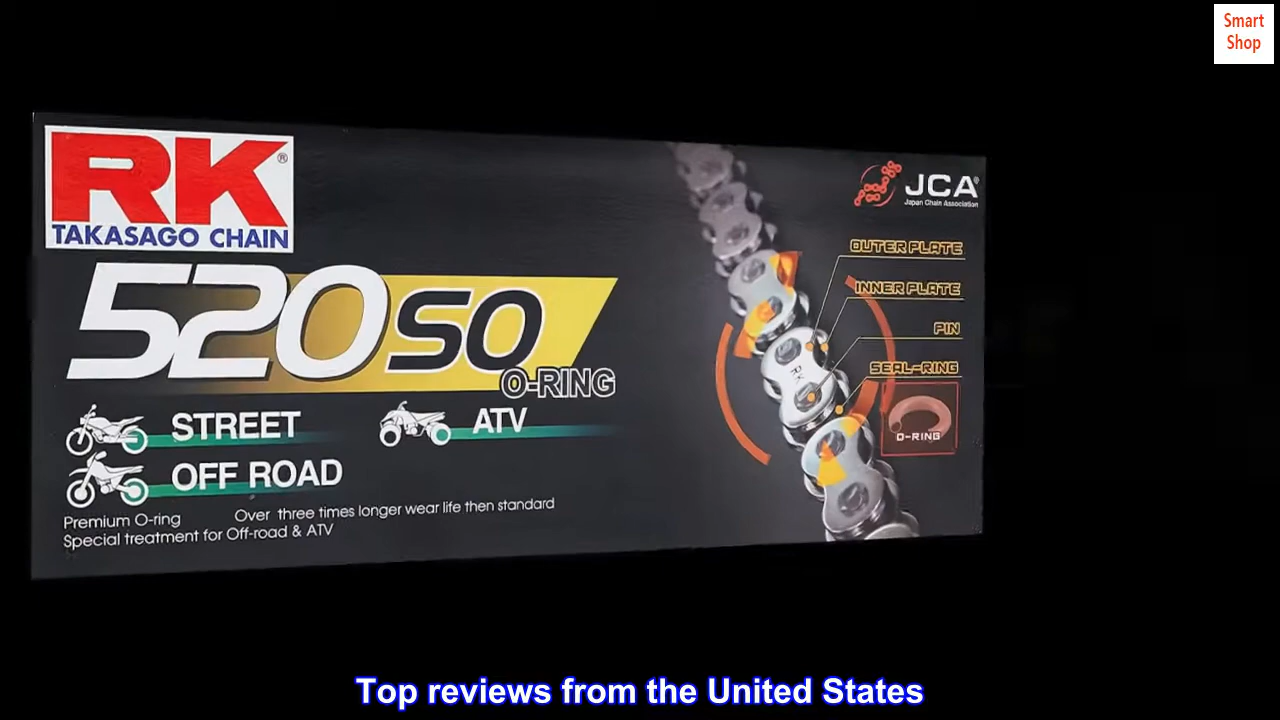 Smart
Shop
RK®
TAKASAGO CHAIN
JCA®
Japan Chain Association
520SO
O-RING
OUTER PLATE
INNER PLATE
PIN
SEAL-RING
RK
O-RING
STREET
ATV
OFF ROAD
Premium O-ring
Over three times longer wear life then standard
Special treatment for Off-road & ATV
Top reviews from the United States